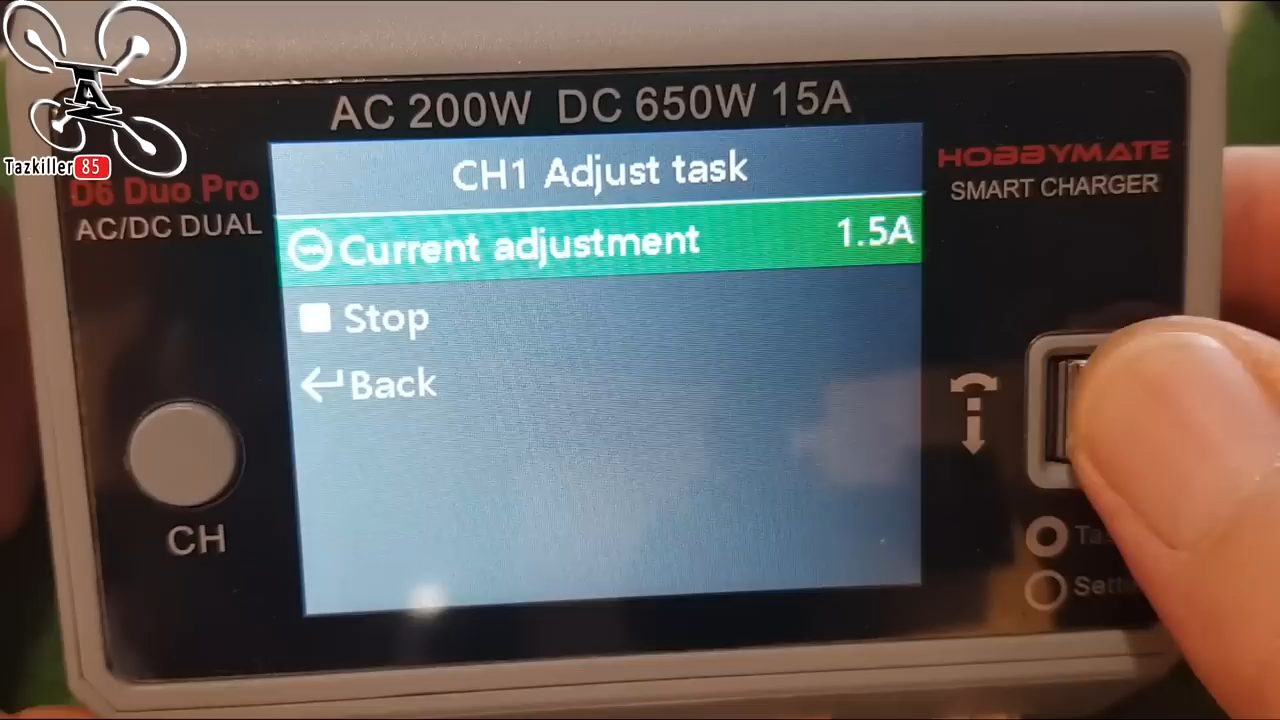 A
Tazkiller 85
AC 200W DC 650W 15A
D6 Duo Pro
AC/DC DUAL
HOBBYMATE
SMART CHARGER
CH1 Adjust task
Current adjustment 1.5A
Stop
Back
CH